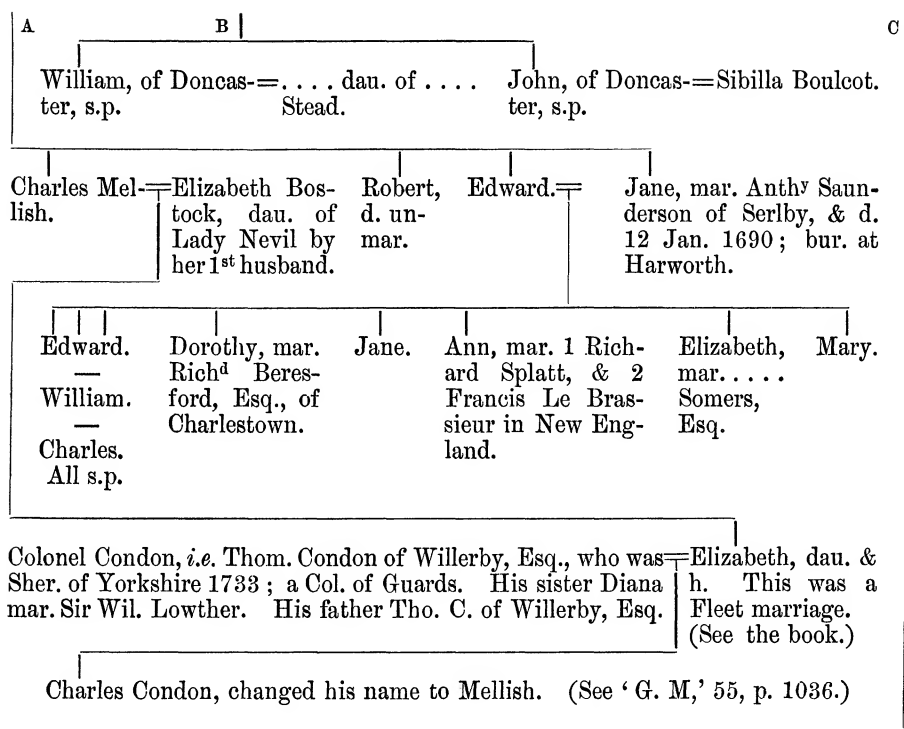 A B C
William, of Doncas-=. . . . dau. of . . . .
ter, s.p. Stead.
John, of Doncas-=Sibilla Boulcot.
ter, s.p.
Charles Mel-=Elizabeth Bos-
lish. tock, dau. of
Lady Nevil by
her 1st husband.
Robert,
d. un-
mar.
Edward.=
Jane, mar. Anthy Saun-
derson of Serlby, & d.
12 Jan. 1690 ; bur. at
Harworth.
Edward.
—
William.
—
Charles.
All s.p.
Dorothy, mar.
Richd Beres-
ford, Esq., of
Charlestown.
Jane.
Ann, mar. 1 Rich-
ard Splatt, & 2
Francis Le Bras-
sieur in New Eng-
land.
Elizabeth,
mar. . . . .
Somers,
Esq.
Mary.
Colonel Condon, i.e. Thom. Condon of Willerby, Esq., who was=Elizabeth, dau. &
Sher. of Yorkshire 1733 ; a Col. of Guards. His sister Diana h. This was a
mar. Sir Wil. Lowther. His father Tho. C. of Willerby, Esq. Fleet marriage.
(See the book.)
Charles Condon, changed his name to Mellish. (See ‘ G. M,’ 55, p. 1036.)